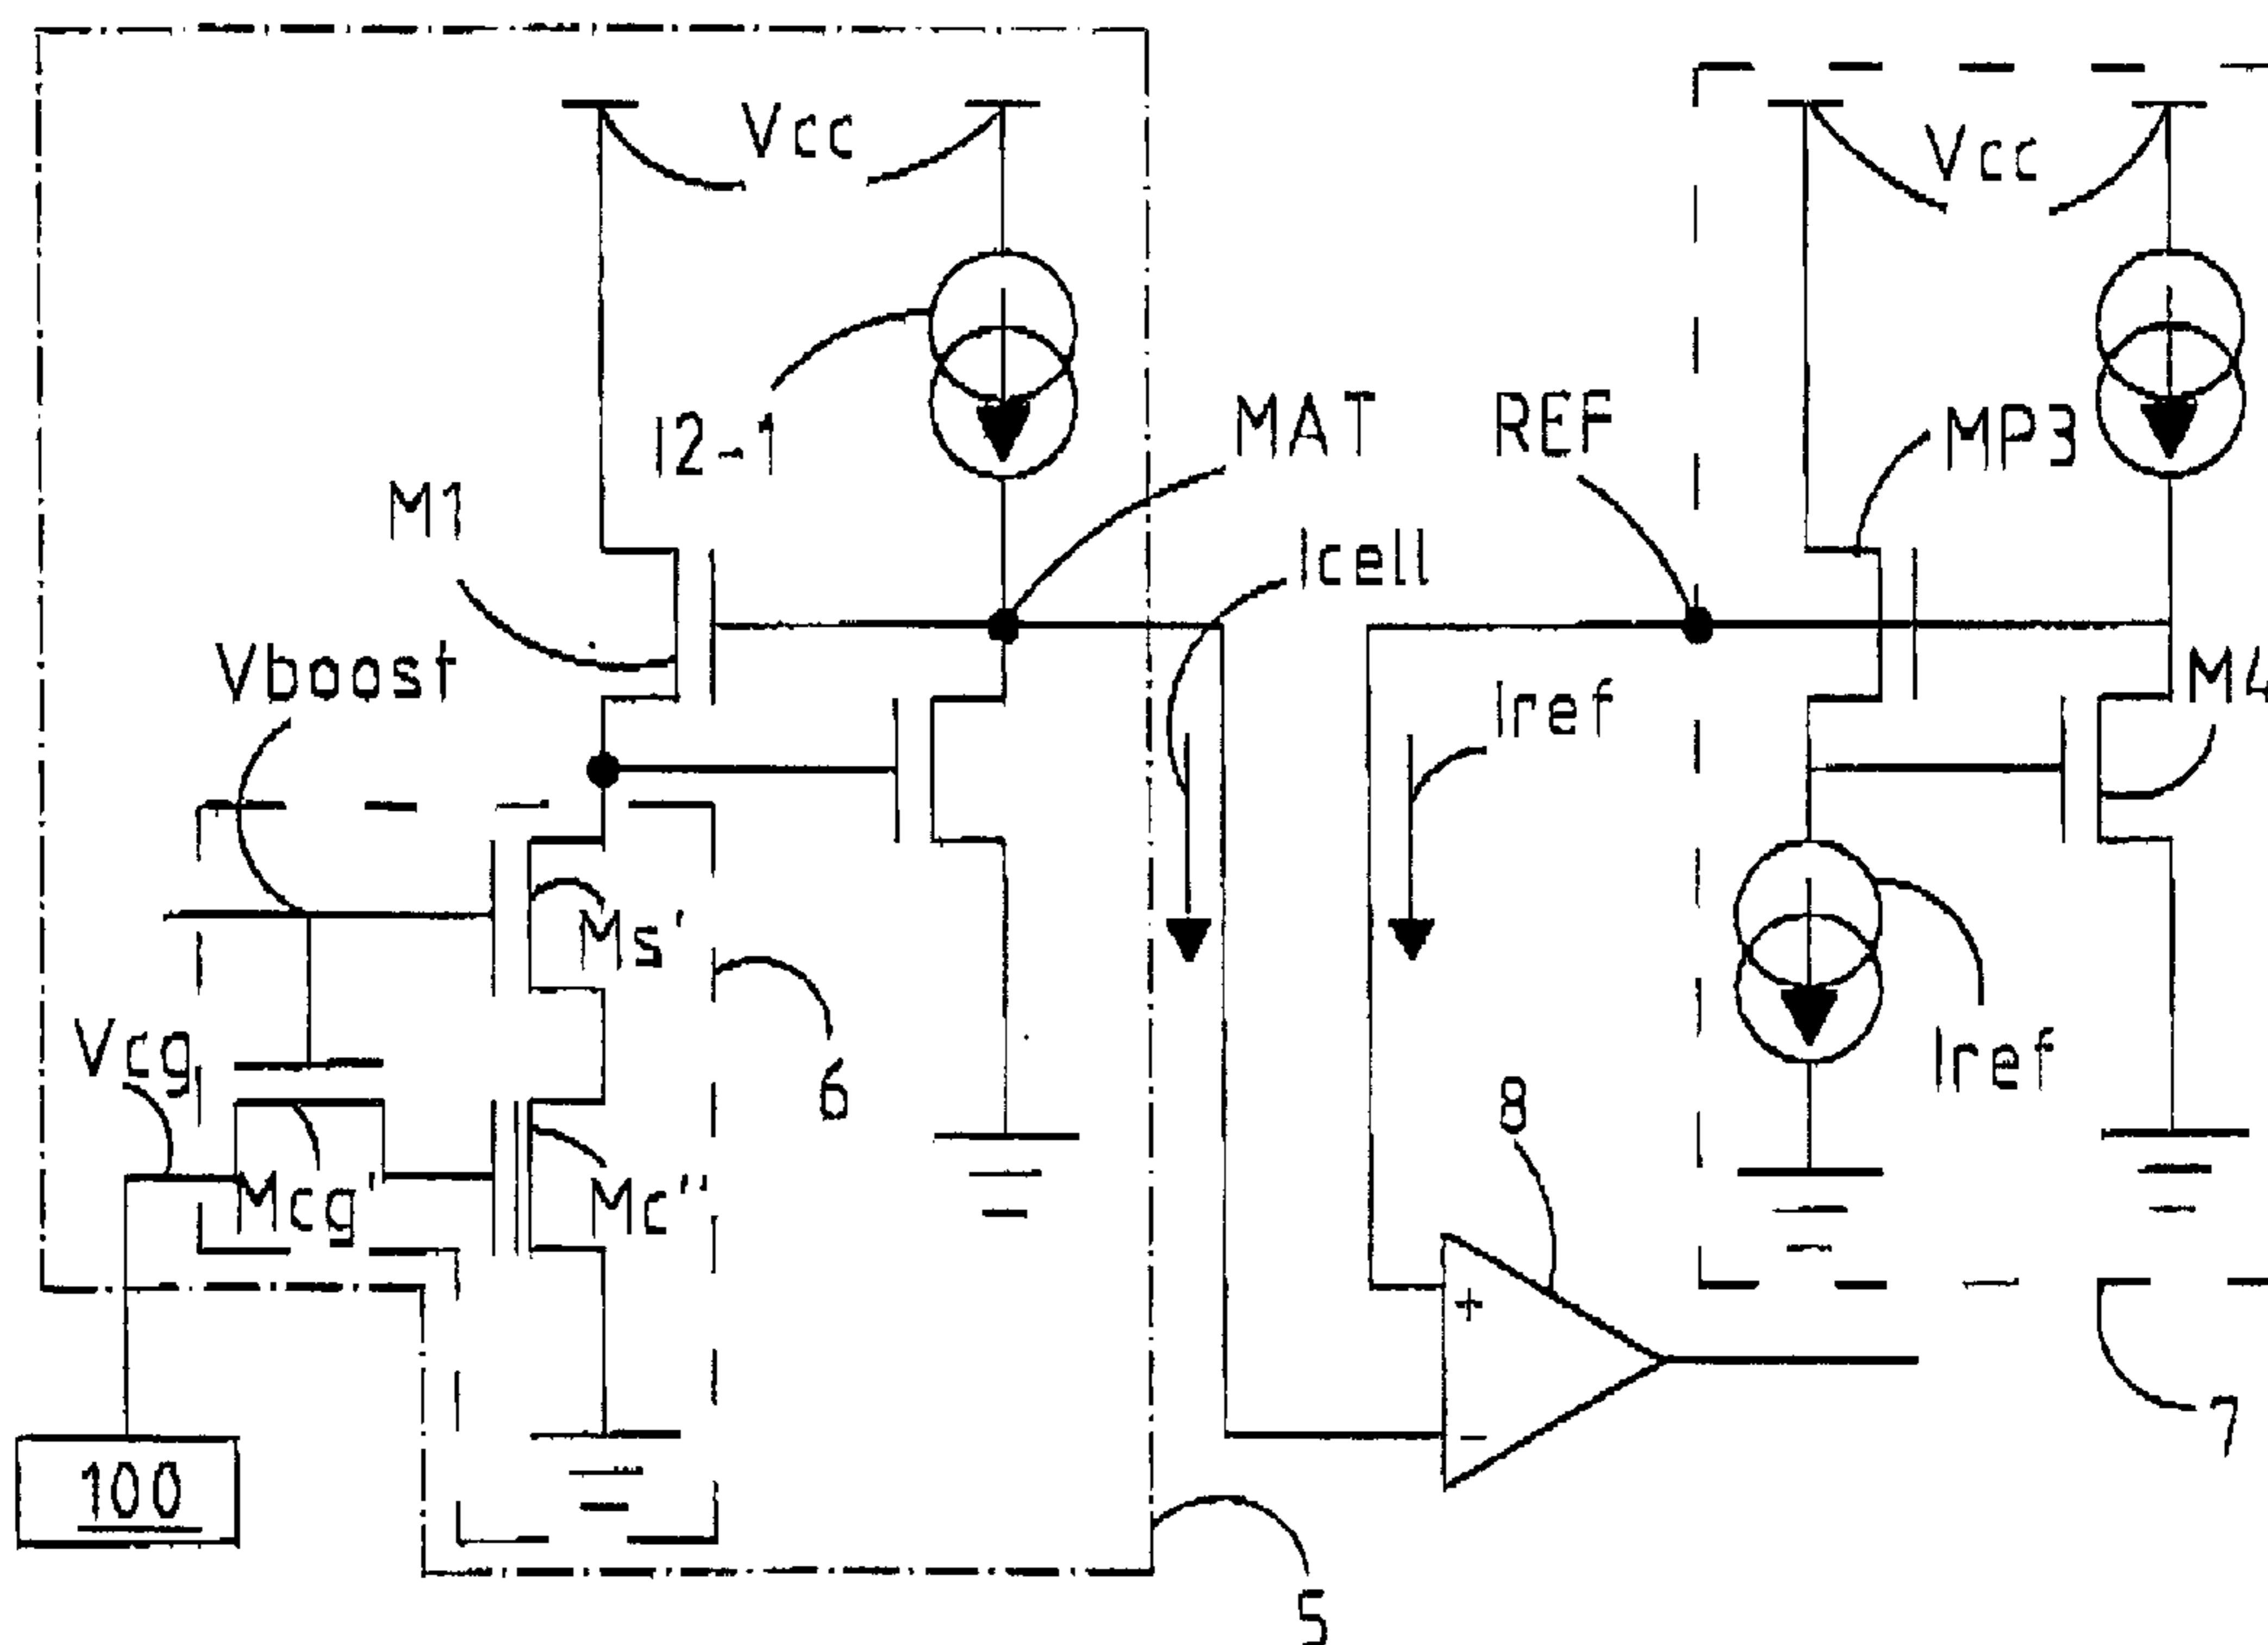 Vcc
Vcc
I2-1
MAT
REF
MP3
M1
Icell
Vboost
Iref
M4
Ms'
Vcg
6
Iref
8
Mcg'
Mc"
+
-
7
100
5